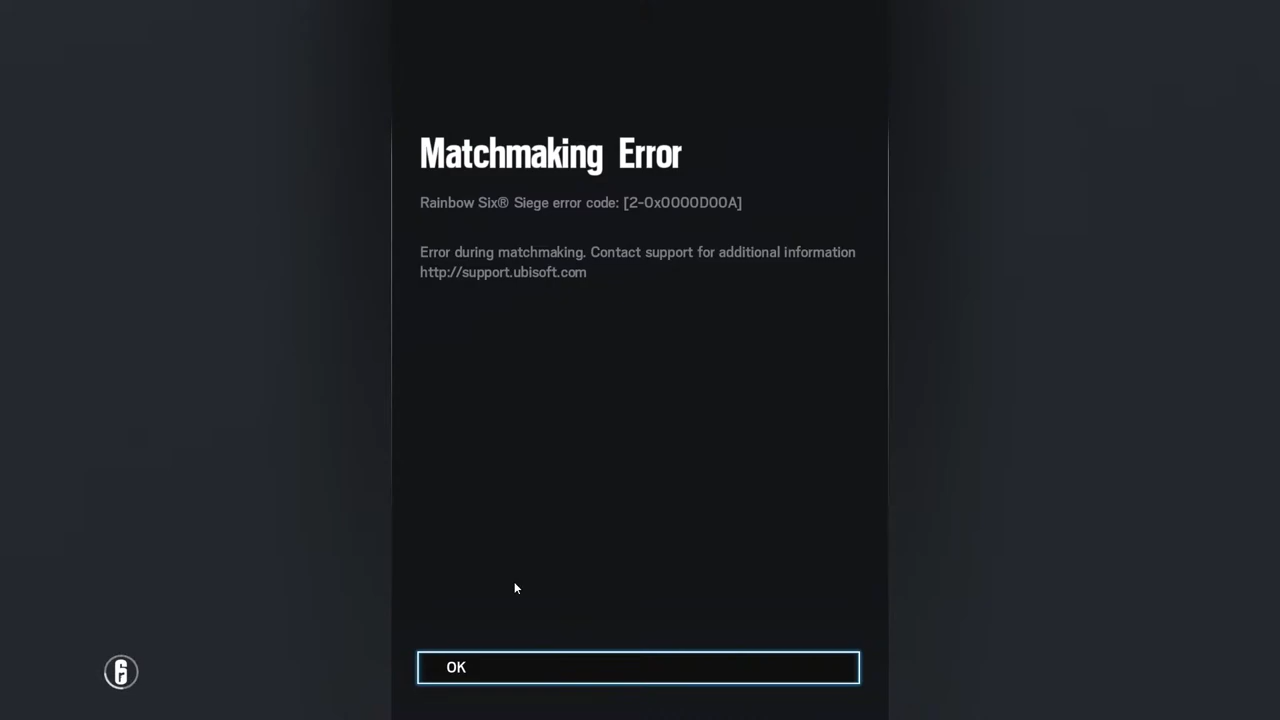 Matchmaking Error
Rainbow Six® Siege error code: [2-0x0000D00A]
Error during matchmaking. Contact support for additional information
http://support.ubisoft.com
OK
6